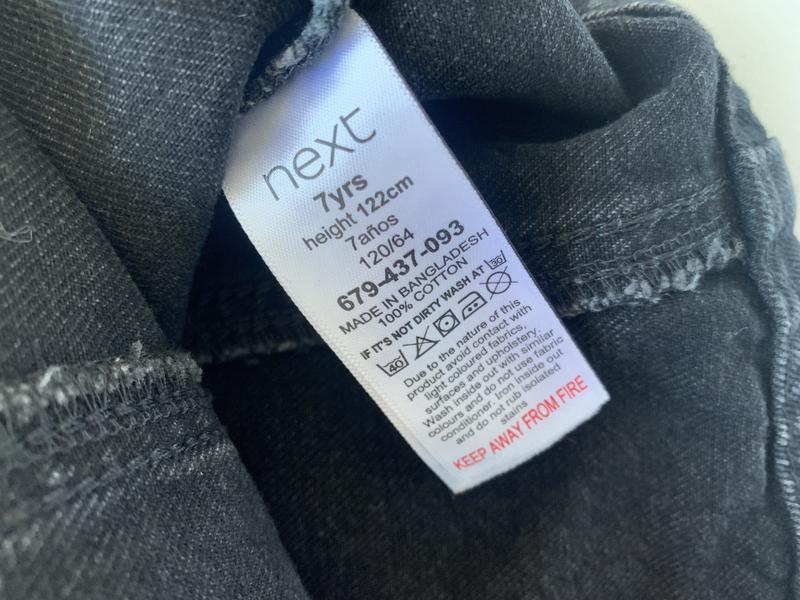 next
7yrs
height 122cm
7años
120/64
679-437-093
MADE IN BANGLADESH
100% COTTON
IF IT'S NOT DIRTY WASH AT 30
40
Due to the nature of this
product avoid contact with
light coloured fabrics,
surfaces and upholstery.
Wash inside out with similar
colours and do not use fabric
conditioner. Iron inside out
and do not rub isolated
stains
KEEP AWAY FROM FIRE